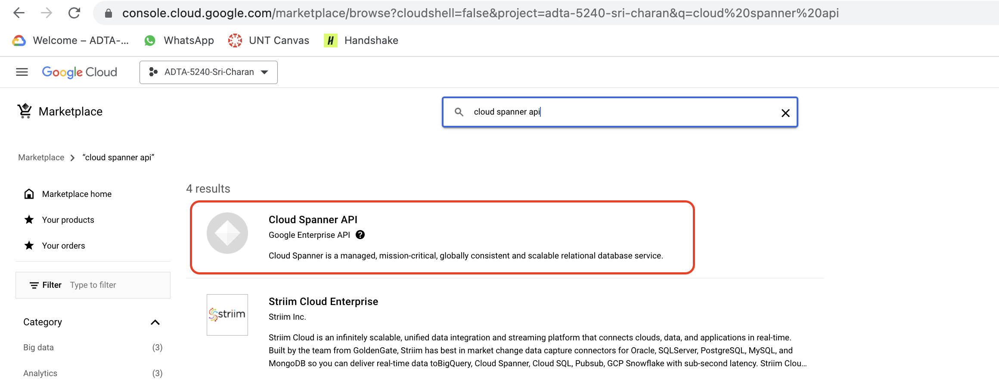 console.cloud.google.com/marketplace/browse?cloudshell=false&project=adta-5240-sri-charan&q=cloud%20spanner%20api
Welcome – ADTA-... WhatsApp UNT Canvas H Handshake
Google Cloud ADTA-5240-Sri-Charan
Marketplace
cloud spanner api
Marketplace > “cloud spanner api”
Marketplace home
Your products
Your orders
Filter Type to filter
Category
Big data (3)
Analytics (3)
4 results
Cloud Spanner API
Google Enterprise API ?
Cloud Spanner is a managed, mission-critical, globally consistent and scalable relational database service.
striim
Striim Cloud Enterprise
Striim Inc.
Striim Cloud is an infinitely scalable, unified data integration and streaming platform that connects clouds, data, and applications in real-time.
Built by the team from GoldenGate, Striim has best in market change data capture connectors for Oracle, SQLServer, PostgreSQL, MySQL, and
MongoDB so you can deliver real-time data toBigQuery, Cloud Spanner, Cloud SQL, Pubsub, GCP Snowflake with sub-second latency. Striim Clou...